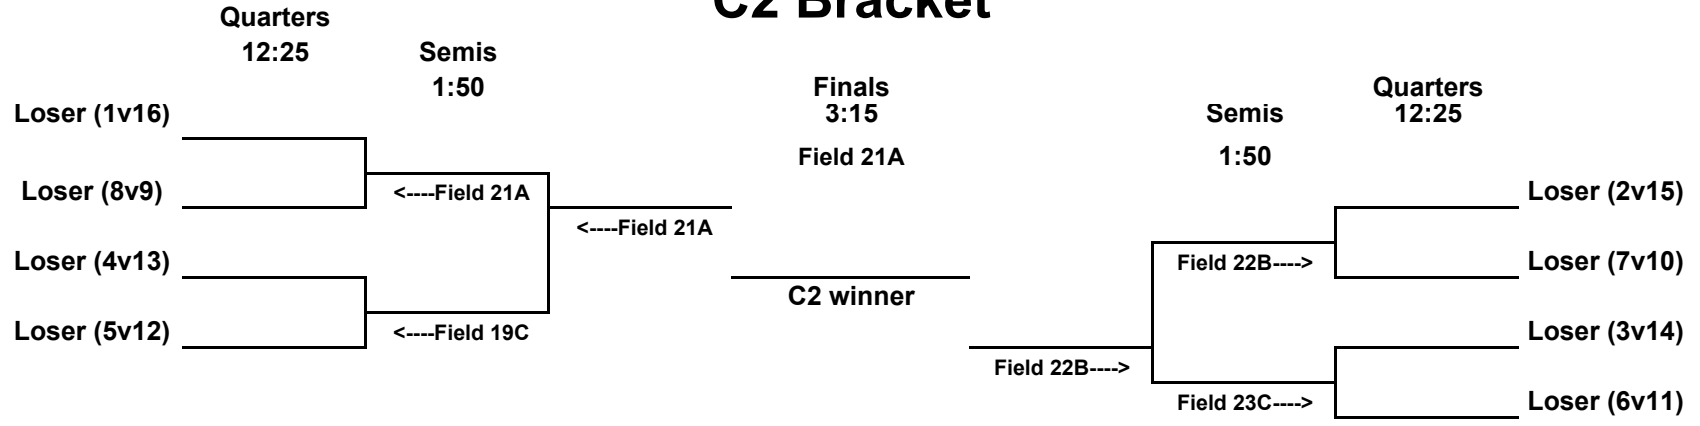 C2 Bracket
Quarters
12:25
Semis
1:50
Finals
3:15
Field 21A
Quarters
12:25
Semis
1:50
Loser (1v16)
Loser (8v9)
<----Field 21A
Loser (2v15)
<----Field 21A
Loser (4v13)
Field 22B---->
Loser (7v10)
C2 winner
Loser (5v12)
<----Field 19C
Loser (3v14)
Field 22B---->
Field 23C---->
Loser (6v11)